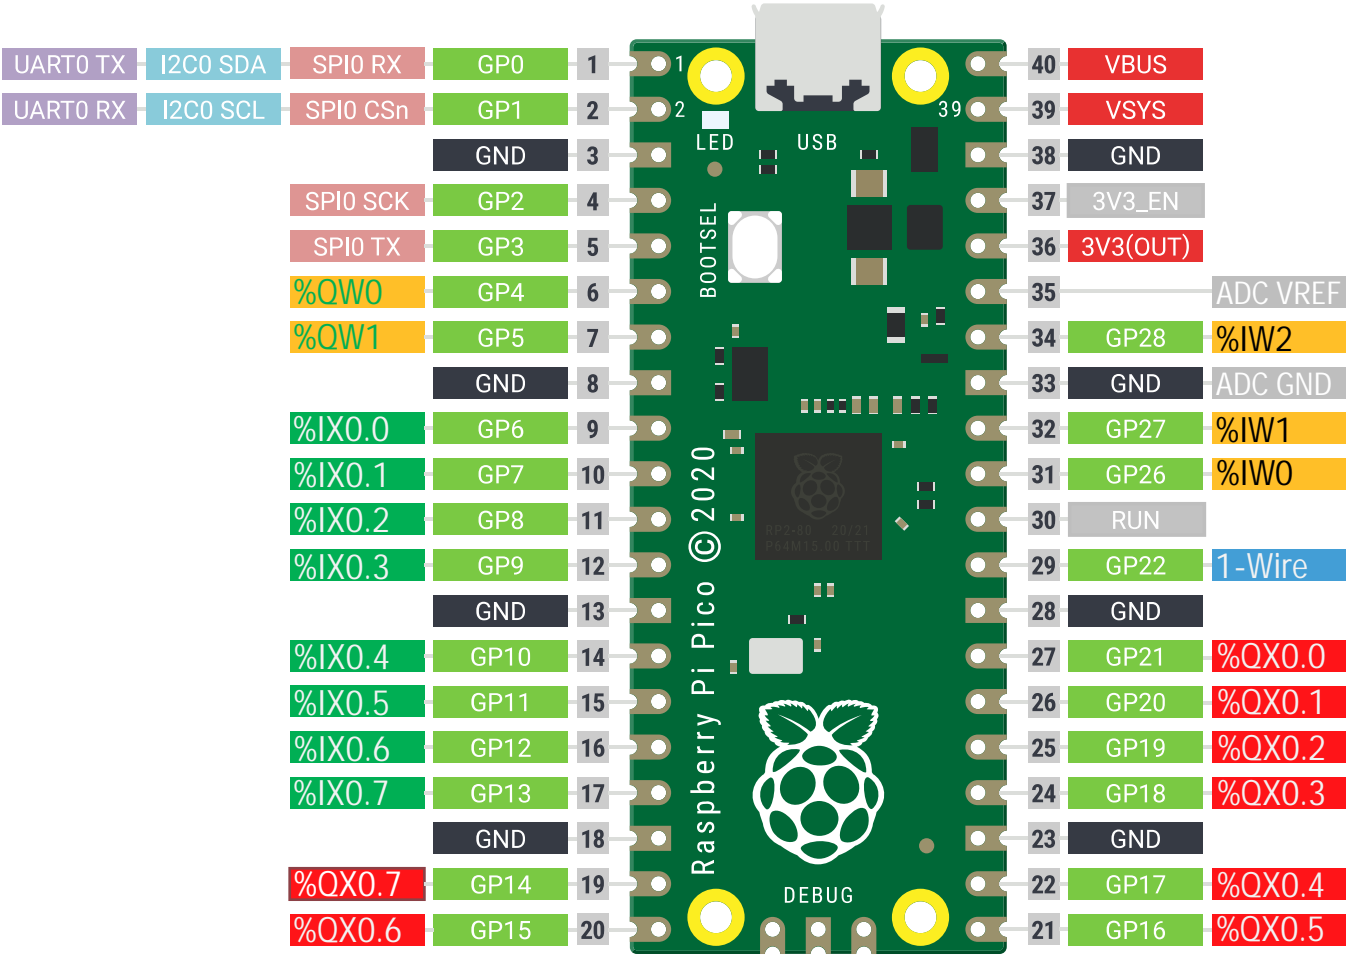 UART0 TX I2C0 SDA SPI0 RX GP0 1 1 40 VBUS
UART0 RX I2C0 SCL SPI0 CSn GP1 2 2 39 39 VSYS
LED USB
GND 3 38 GND
SPI0 SCK GP2 4 37 3V3_EN
SPI0 TX GP3 5 36 3V3(OUT)
BOOTSEL
%QW0 GP4 6 35 ADC VREF
%QW1 GP5 7 34 GP28 %IW2
GND 8 33 GND ADC GND
%IX0.0 GP6 9 32 GP27 %IW1
%IX0.1 GP7 10 31 GP26 %IW0
%IX0.2 GP8 11 30 RUN
RP2-B0 20/21
P64M15.00 TTT
%IX0.3 GP9 12 29 GP22 1-Wire
GND 13 28 GND
%IX0.4 GP10 14 27 GP21 %QX0.0
%IX0.5 GP11 15 26 GP20 %QX0.1
%IX0.6 GP12 16 25 GP19 %QX0.2
%IX0.7 GP13 17 24 GP18 %QX0.3
Raspberry Pi Pico © 2020
GND 18 23 GND
%QX0.7 GP14 19 22 GP17 %QX0.4
DEBUG
%QX0.6 GP15 20 21 GP16 %QX0.5